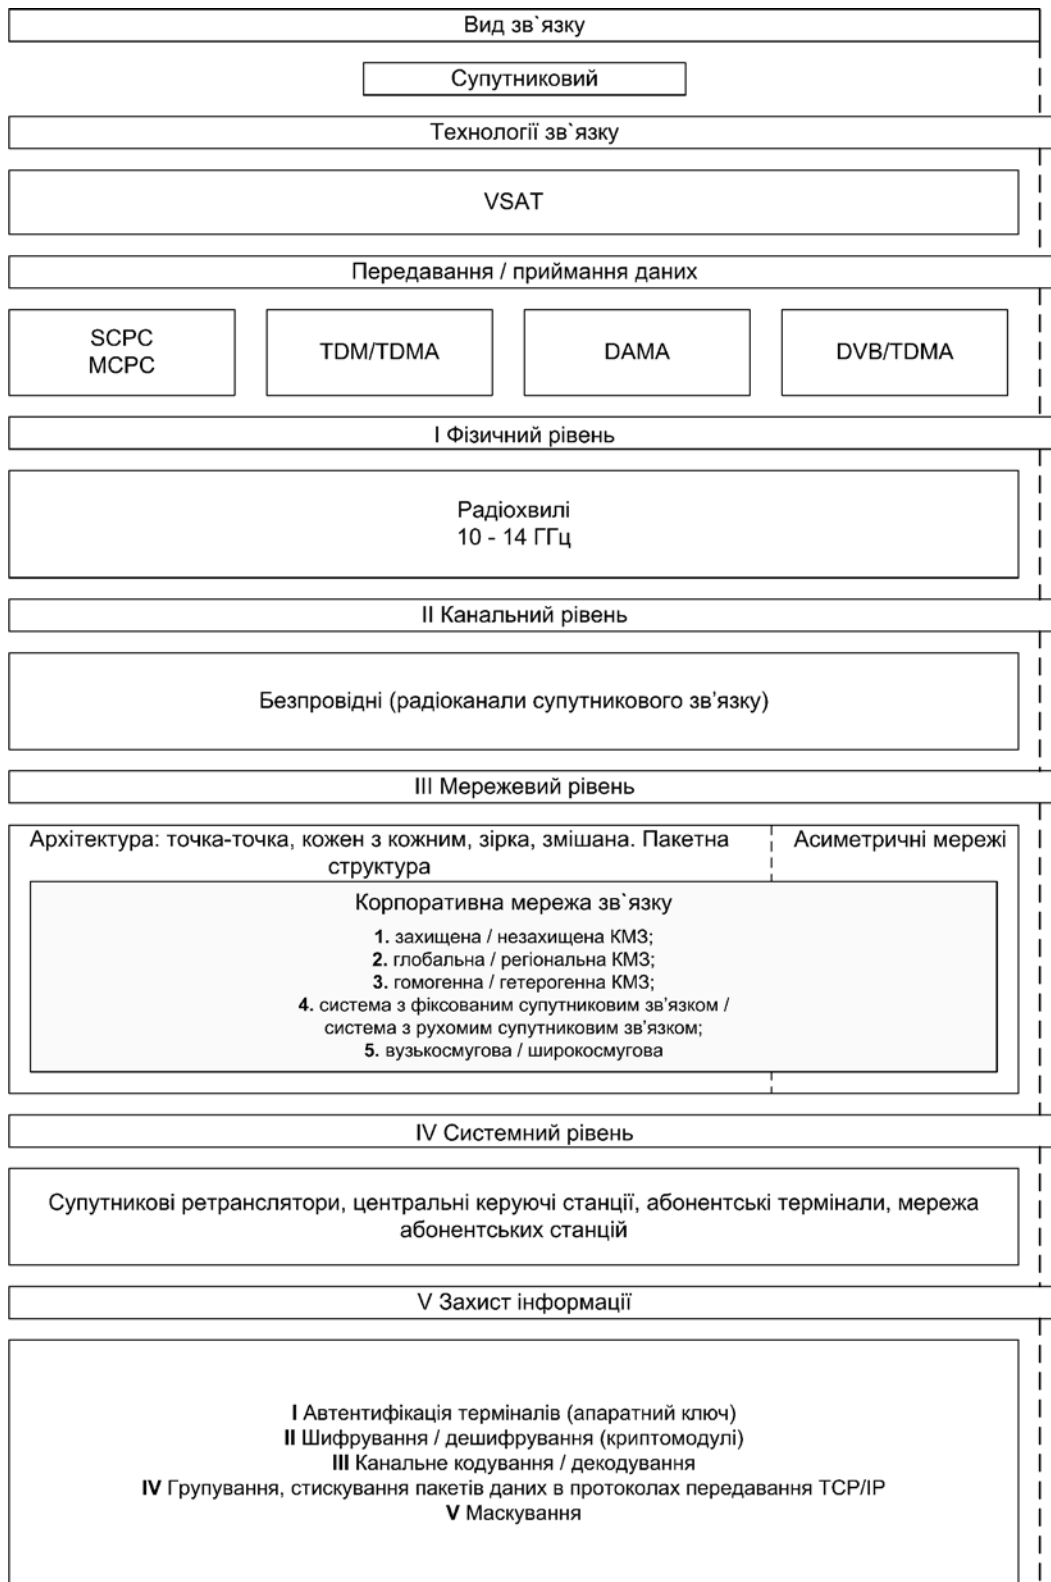 Вид зв`язку
Супутниковий
Технології зв`язку
VSAT
Передавання / приймання даних
SCPC
MCPC
TDM/TDMA
DAMA
DVB/TDMA
I Фізичний рівень
Радіохвилі
10 - 14 ГГц
II Канальний рівень
Безпровідні (радіоканали супутникового зв’язку)
III Мережевий рівень
Архітектура: точка-точка, кожен з кожним, зірка, змішана. Пакетна
структура
Асиметричні мережі
Корпоративна мережа зв`язку
1. захищена / незахищена КМЗ;
2. глобальна / регіональна КМЗ;
3. гомогенна / гетерогенна КМЗ;
4. система з фіксованим супутниковим зв’язком /
система з рухомим супутниковим зв’язком;
5. вузькосмугова / широкосмугова
IV Системний рівень
Супутникові ретранслятори, центральні керуючі станції, абонентські термінали, мережа
абонентських станцій
V Захист інформації
I Автентифікація терміналів (апаратний ключ)
II Шифрування / дешифрування (криптомодулі)
III Канальне кодування / декодування
IV Групування, стискування пакетів даних в протоколах передавання TCP/IP
V Маскування